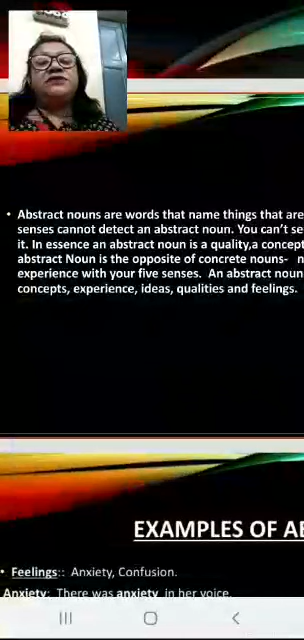 • Abstract nouns are words that name things that are
senses cannot detect an abstract noun. You can't se
it. In essence an abstract noun is a quality,a concept
abstract Noun is the opposite of concrete nouns- n
experience with your five senses. An abstract noun
concepts, experience, ideas, qualities and feelings.
EXAMPLES OF AB
• Feelings:: Anxiety, Confusion.
Anxiety: There was anxiety in her voice.